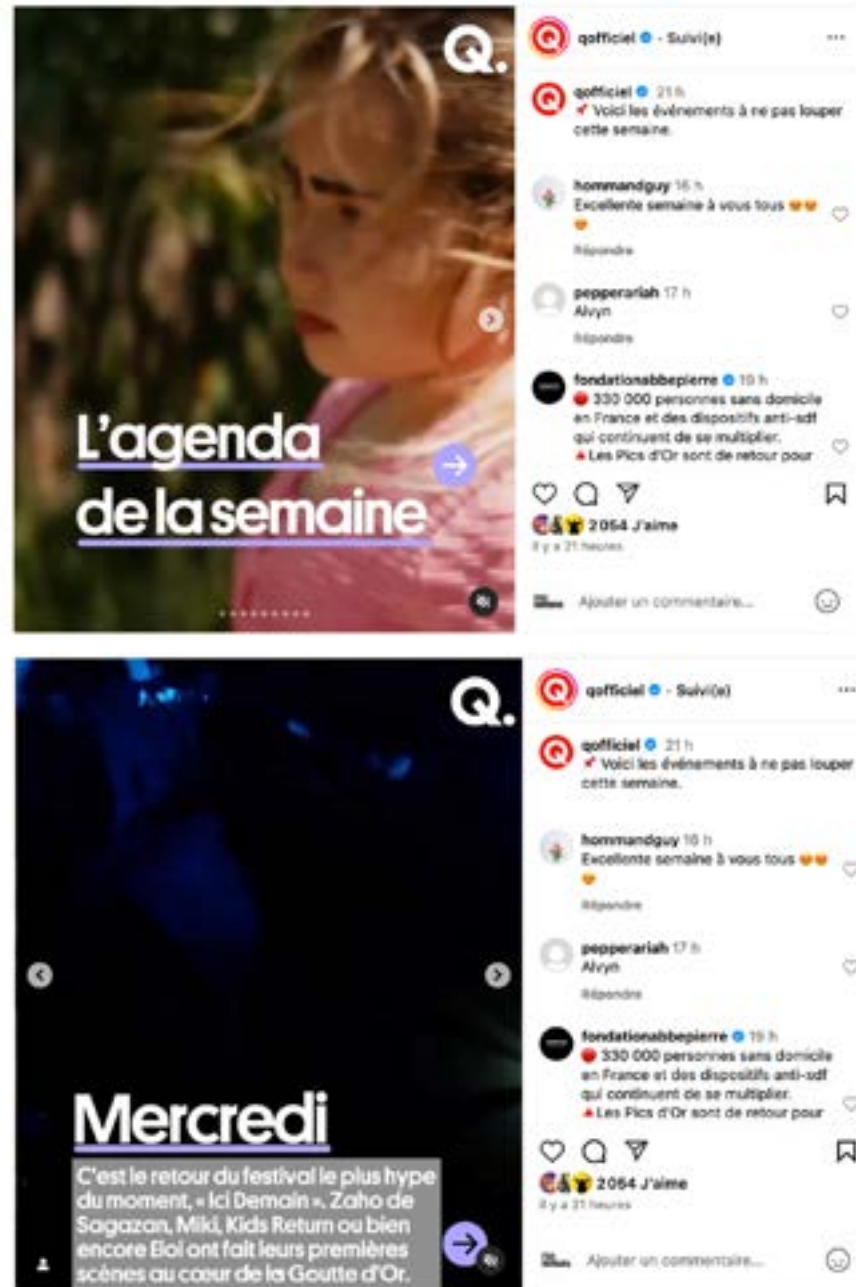 Q.
L'agenda
de la semaine
qofficiel · Suivi(e)
qofficiel 21 h
📌 Voici les événements à ne pas louper
cette semaine.
hommandguy 16 h
Excellente semaine à vous tous 🧡🧡
🧡
Répondre
pepperariah 17 h
Alvyn
Répondre
fondationabbepierre 19 h
🔴 330 000 personnes sans domicile
en France et des dispositifs anti-sdf
qui continuent de se multiplier.
🔺Les Pics d'Or sont de retour pour
2 054 J'aime
Il y a 21 heures
Ajouter un commentaire...
Q.
Mercredi
C'est le retour du festival le plus hype
du moment, « Ici Demain ». Zaho de
Sagazan, Miki, Kids Return ou bien
encore Eloi ont fait leurs premières
scènes au cœur de la Goutte d'Or.
qofficiel · Suivi(e)
qofficiel 21 h
📌 Voici les événements à ne pas louper
cette semaine.
hommandguy 16 h
Excellente semaine à vous tous 🧡🧡
🧡
Répondre
pepperariah 17 h
Alvyn
Répondre
fondationabbepierre 19 h
🔴 330 000 personnes sans domicile
en France et des dispositifs anti-sdf
qui continuent de se multiplier.
🔺Les Pics d'Or sont de retour pour
2 054 J'aime
Il y a 21 heures
Ajouter un commentaire...